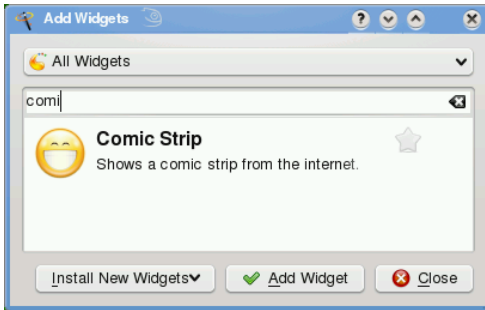 Add Widgets
?
All Widgets
comi
Comic Strip
Shows a comic strip from the internet.
Install New Widgets
Add Widget
Close